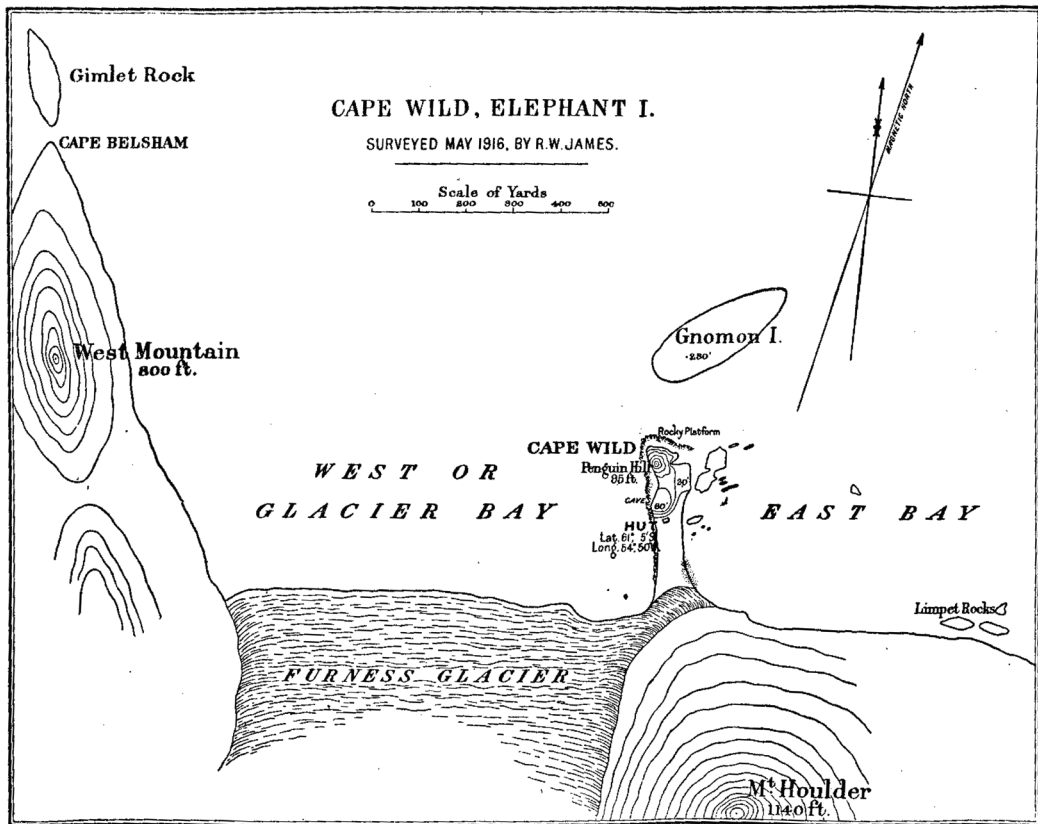 Gimlet Rock
CAPE BELSHAM
CAPE WILD, ELEPHANT I.
SURVEYED MAY 1916, BY R.W. JAMES.
Scale of Yards
0 100 200 300 400 500
MAGNETIC NORTH
West Mountain
800 ft.
Gnomon I.
·250'
Rocky Platform
CAPE WILD
Penguin Hill
85 ft.
20'
CAVE
60'
WEST OR
GLACIER BAY
EAST BAY
HUT
Lat. 61° 5'S
Long. 54° 50'
Limpet Rocks
FURNESS GLACIER
Mt Houlder
1140 ft.